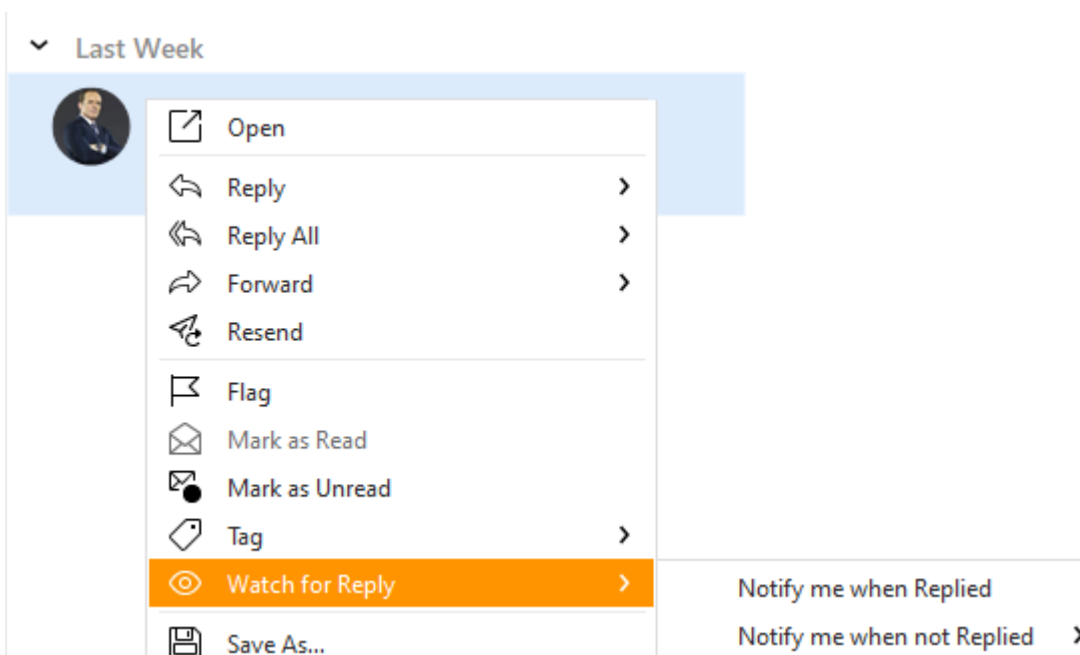 Last Week
Open
Reply
Reply All
Forward
Resend
Flag
Mark as Read
Mark as Unread
Tag
Watch for Reply
Notify me when Replied
Notify me when not Replied
Save As...